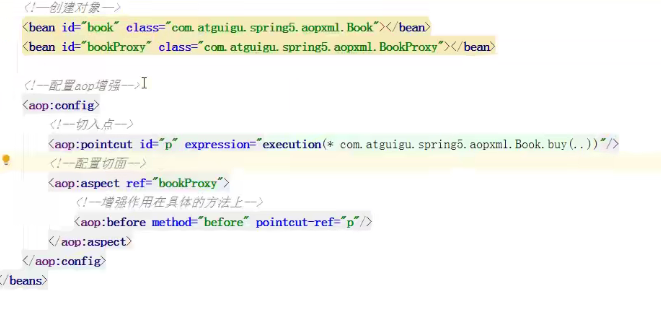 <!--创建对象-->
<bean id="book" class="com.atguigu.spring5.aopxml.Book"></bean>
<bean id="bookProxy" class="com.atguigu.spring5.aopxml.BookProxy"></bean>
<!--配置aop增强-->
<aop:config>
<!--切入点-->
<aop:pointcut id="p" expression="execution(* com.atguigu.spring5.aopxml.Book.buy(..))"/>
<!--配置切面-->
<aop:aspect ref="bookProxy">
<!--增强作用在具体的方法上-->
<aop:before method="before" pointcut-ref="p"/>
</aop:aspect>
</aop:config>
</beans>